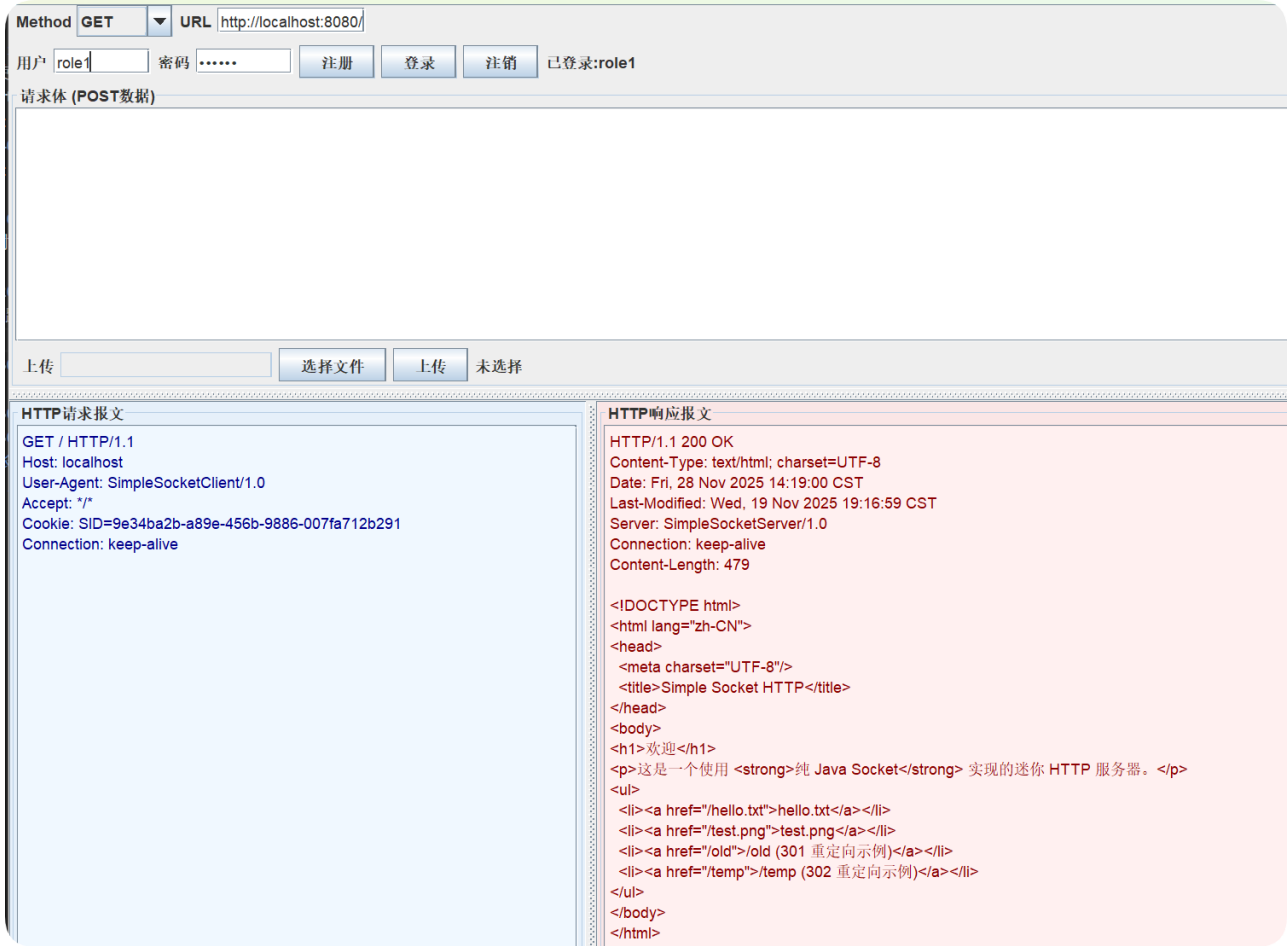 Method GET URL http://localhost:8080/
用户 role1 密码 •••••• 注册 登录 注销 已登录:role1
请求体 (POST数据)
上传 选择文件 上传 未选择
HTTP请求报文
GET / HTTP/1.1
Host: localhost
User-Agent: SimpleSocketClient/1.0
Accept: */*
Cookie: SID=9e34ba2b-a89e-456b-9886-007fa712b291
Connection: keep-alive
HTTP响应报文
HTTP/1.1 200 OK
Content-Type: text/html; charset=UTF-8
Date: Fri, 28 Nov 2025 14:19:00 CST
Last-Modified: Wed, 19 Nov 2025 19:16:59 CST
Server: SimpleSocketServer/1.0
Connection: keep-alive
Content-Length: 479

<!DOCTYPE html>
<html lang="zh-CN">
<head>
  <meta charset="UTF-8"/>
  <title>Simple Socket HTTP</title>
</head>
<body>
<h1>欢迎</h1>
<p>这是一个使用 <strong>纯 Java Socket</strong> 实现的迷你 HTTP 服务器。</p>
<ul>
  <li><a href="/hello.txt">hello.txt</a></li>
  <li><a href="/test.png">test.png</a></li>
  <li><a href="/old">/old (301 重定向示例)</a></li>
  <li><a href="/temp">/temp (302 重定向示例)</a></li>
</ul>
</body>
</html>